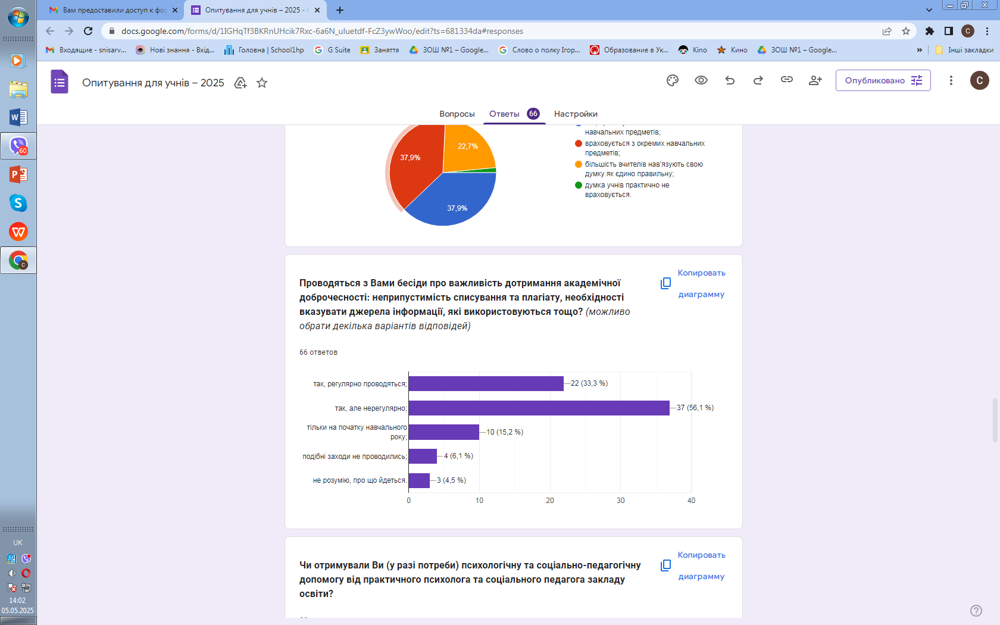 Вам предоставили доступ к фор
Опитування для учнів – 2025 -
docs.google.com/forms/d/1IGHqTf3BKRnUHcik7Rxc-6a6N_uluetdf-FcZ3ywWoo/edit?ts=681334da#responses
Входящие - snisarv...
Нові знання - Вхід...
Головна | School1hp
G Suite
Заняття
ЗОШ №1 – Google...
Слово о полку Ігор...
Образование в Ук...
Kino
Кино
ЗОШ №1 – Google...
»
Інші закладки
Опитування для учнів – 2025
Опубликовано
C
Вопросы
Ответы 66
Настройки
37,9%
22,7%
37,9%
навчальних предметів;
враховується з окремих навчальних
предметів;
більшість вчителів нав'язують свою
думку як єдино правильну;
думка учнів практично не
враховується.
Проводяться з Вами бесіди про важливість дотримання академічної
доброчесності: неприпустимість списування та плагіату, необхідності
вказувати джерела інформації, які використовуються тощо? (можливо
обрати декілька варіантів відповідей)
Копировать
диаграмму
66 ответов
так, регулярно проводяться;
22 (33,3 %)
так, але нерегулярно;
37 (56,1 %)
тільки на початку навчального
року;
10 (15,2 %)
подібні заходи не проводились;
4 (6,1 %)
не розумію, про що йдеться.
3 (4,5 %)
0 10 20 30 40
Чи отримували Ви (у разі потреби) психологічну та соціально-педагогічну
допомогу від практичного психолога та соціального педагога закладу
освіти?
Копировать
диаграмму
60
UK
14:02
05.05.2025